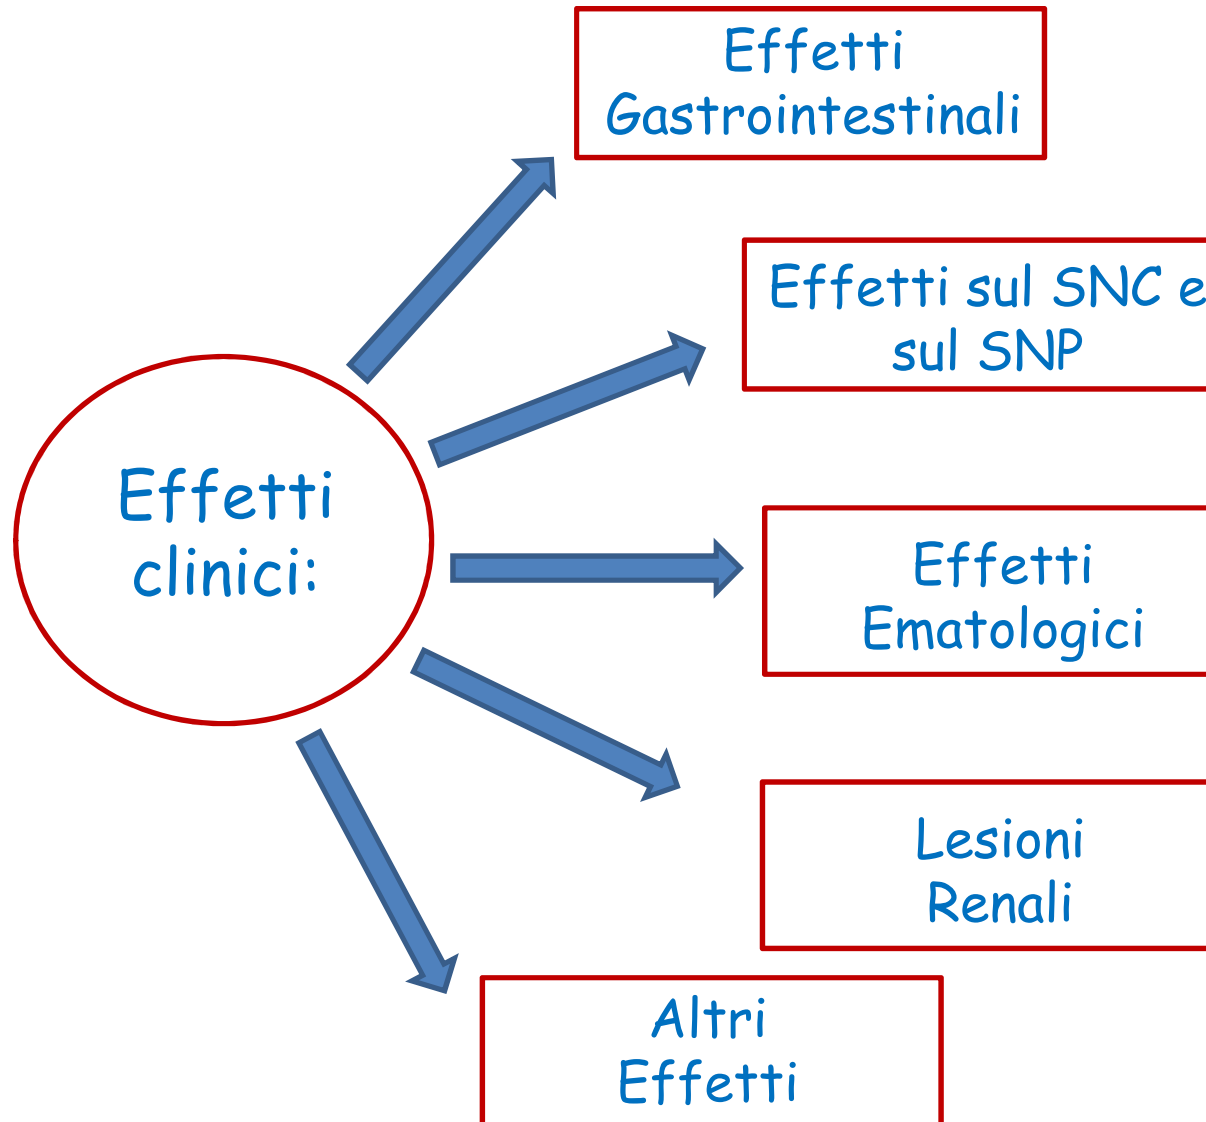 Effetti
Gastrointestinali
Effetti sul SNC e
sul SNP
Effetti
clinici:
Effetti
Ematologici
Lesioni
Renali
Altri
Effetti